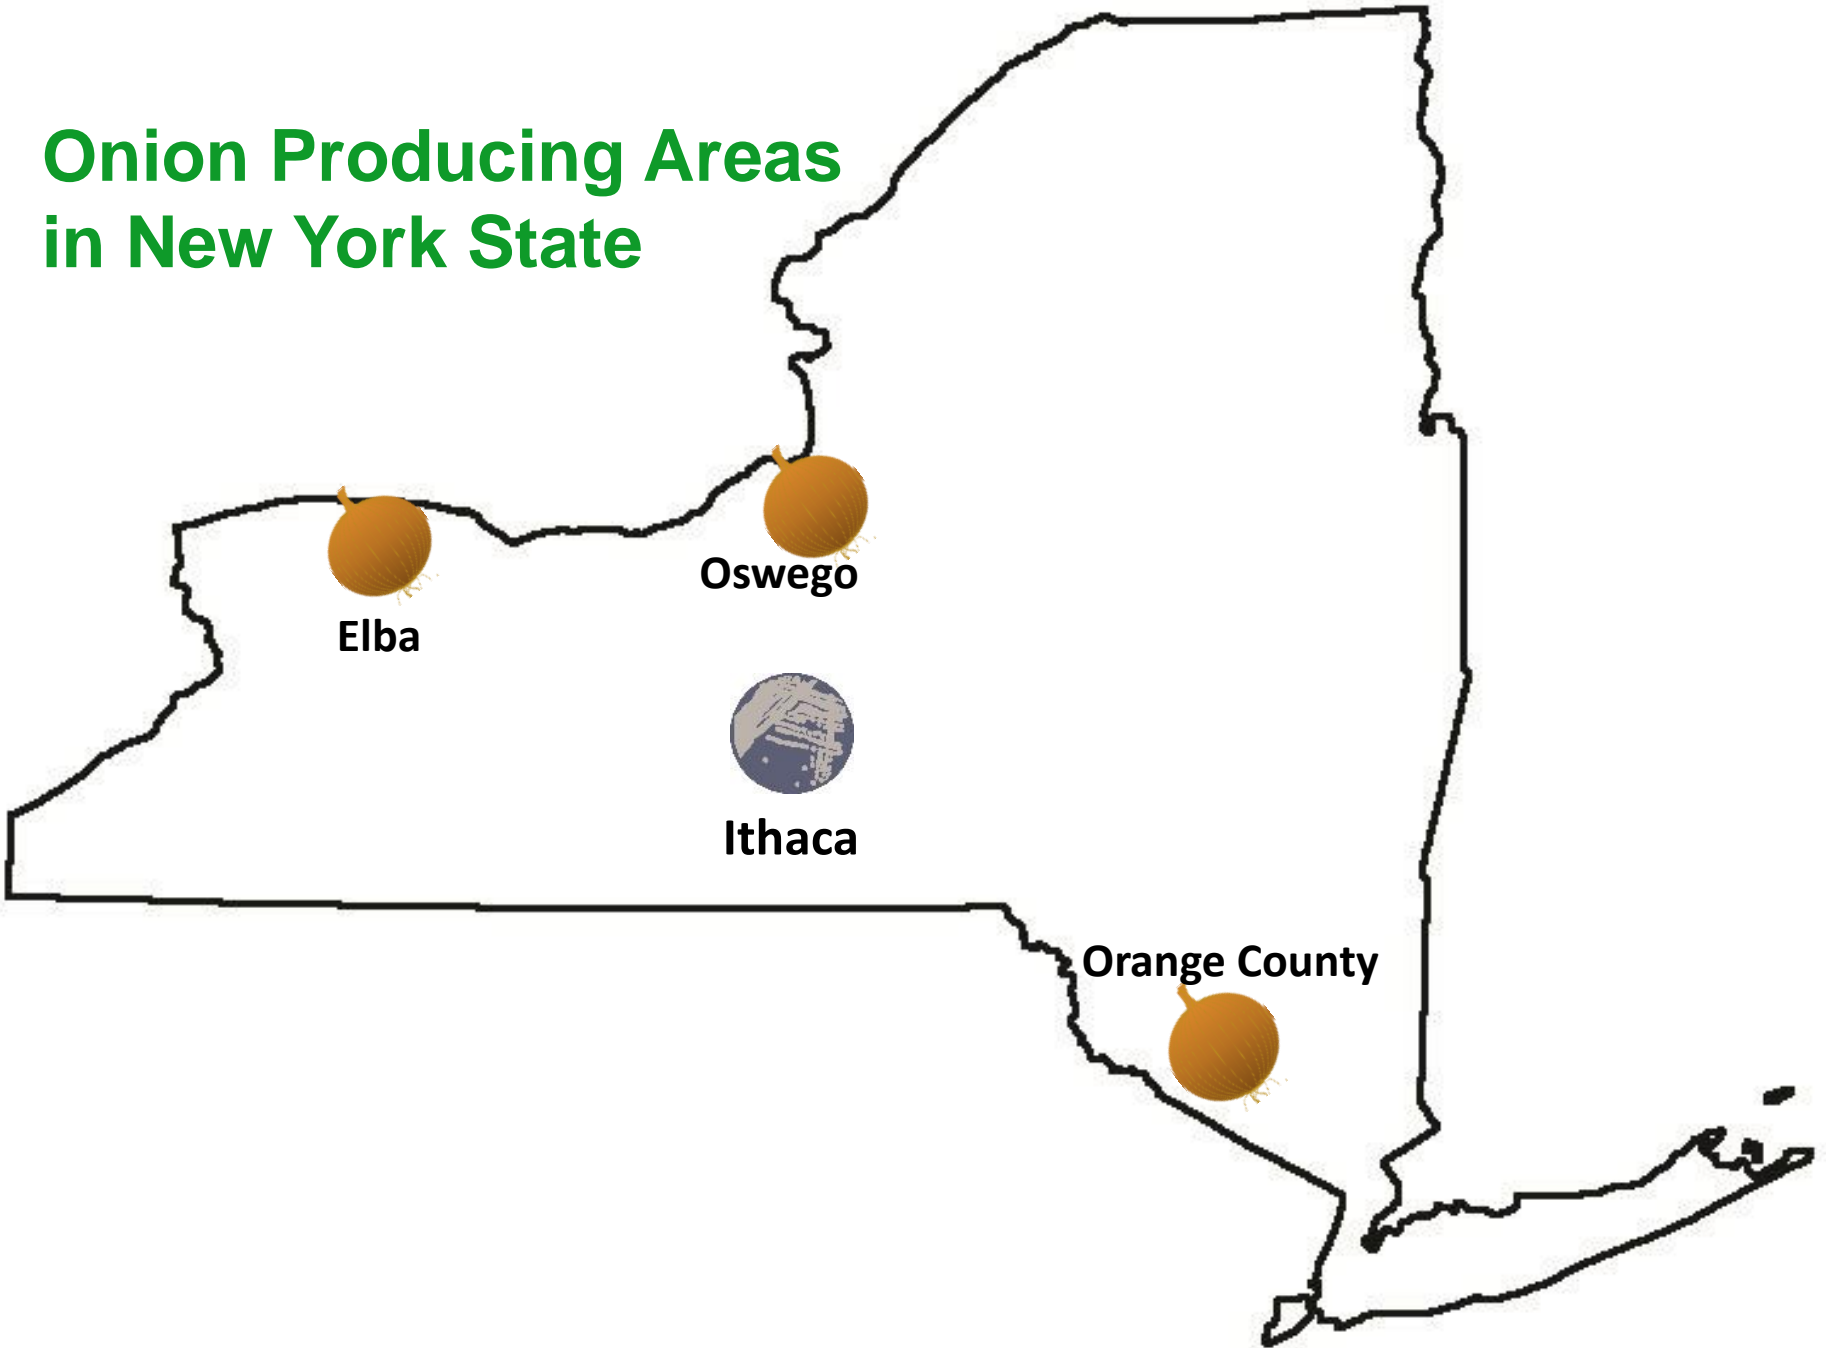 Onion Producing Areas
in New York State
Oswego
Elba
Ithaca
Orange County